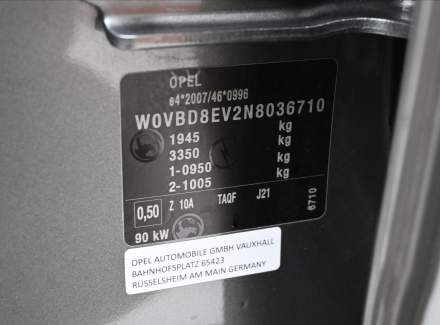 OPEL
e4*2007/46*0996
W0VBD8EV2N8036710
1945 kg
3350 kg
1-0950 kg
2-1005 kg
0,50 Z 10A TAQF J21 6710
90 kW
OPEL AUTOMOBILE GMBH VAUXHALL
BAHNHOFSPLATZ 65423
RÜSSELSHEIM AM MAIN GERMANY